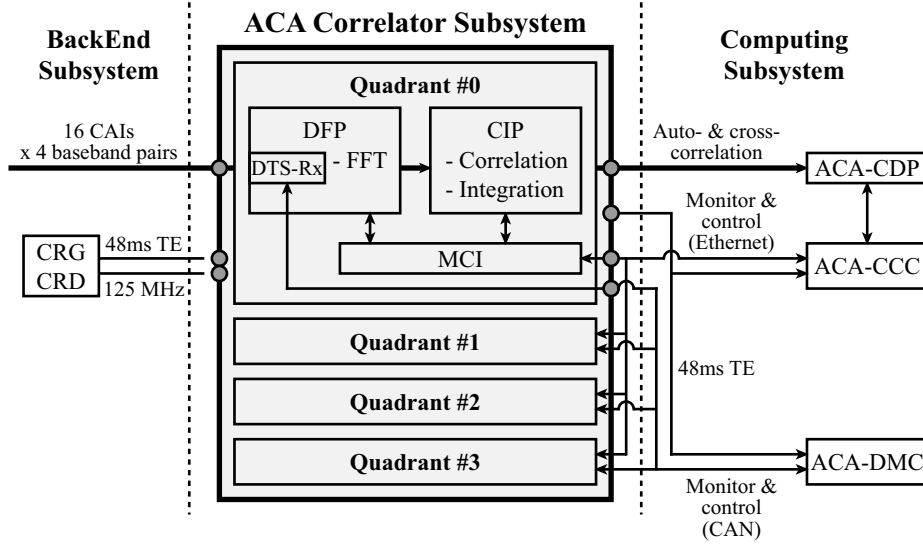 BackEnd
Subsystem
ACA Correlator Subsystem
Computing
Subsystem
16 CAIs
x 4 baseband pairs
Quadrant #0
DFP
DTS-Rx
- FFT
CIP
- Correlation
- Integration
MCI
Auto- & cross-
correlation
ACA-CDP
Monitor &
control
(Ethernet)
ACA-CCC
CRG
CRD
48ms TE
125 MHz
Quadrant #1
Quadrant #2
Quadrant #3
48ms TE
ACA-DMC
Monitor &
control
(CAN)